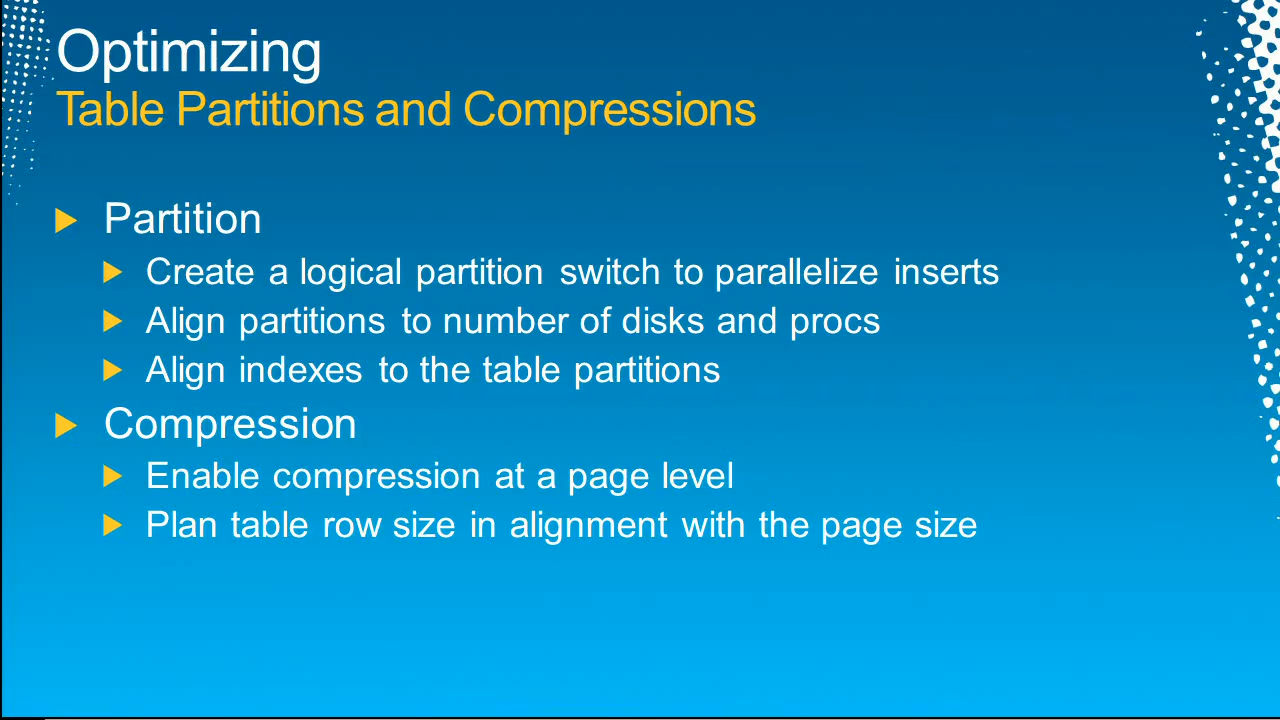 Optimizing
Table Partitions and Compressions
Partition
Create a logical partition switch to parallelize inserts
Align partitions to number of disks and procs
Align indexes to the table partitions
Compression
Enable compression at a page level
Plan table row size in alignment with the page size